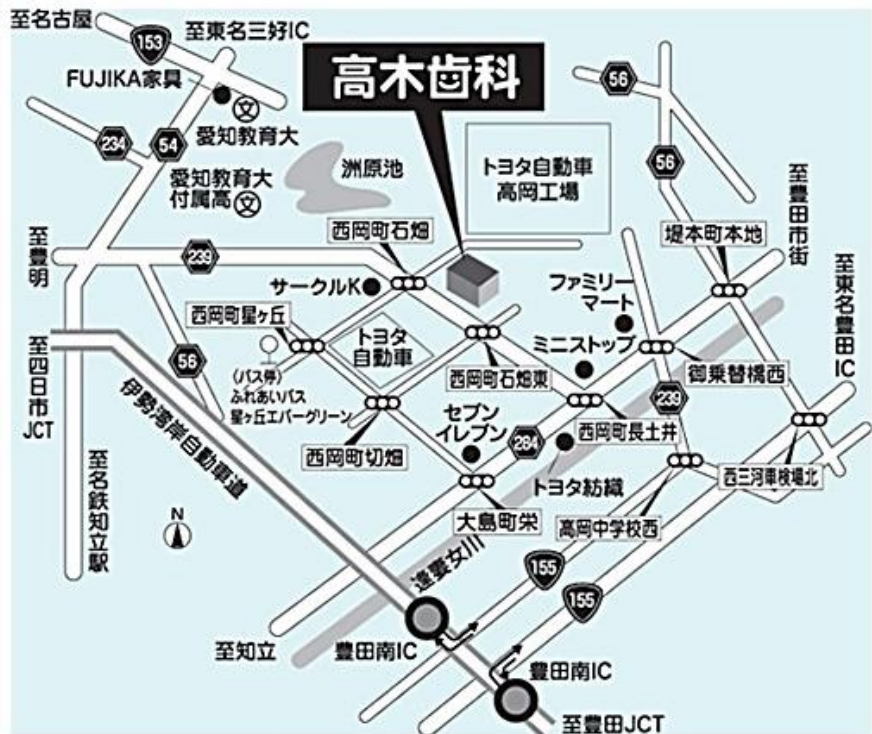 至名古屋
153
至東名三好IC
FUJIKA家具
愛知教育大
高木歯科
56
234
54
愛知教育大
付属高
洲原池
トヨタ自動車
高岡工場
56
至豊田市街
至豊明
239
西岡町石畑
堤本町本地
至東名豊田IC
サークルK
ファミリー
マート
西岡町星ヶ丘
トヨタ
自動車
ミニストップ
至四日市
JCT
56
(バス停)
ふれあいバス
星ヶ丘エバーグリーン
西岡町石畑東
御乗替橋西
239
伊勢湾岸自動車道
西岡町切畑
セブン
イレブン
284
西岡町長土井
トヨタ紡織
西三河車検場北
至名鉄知立駅
N
大島町栄
高岡中学校西
逢妻女川
155
155
至知立
豊田南IC
豊田南IC
至豊田JCT